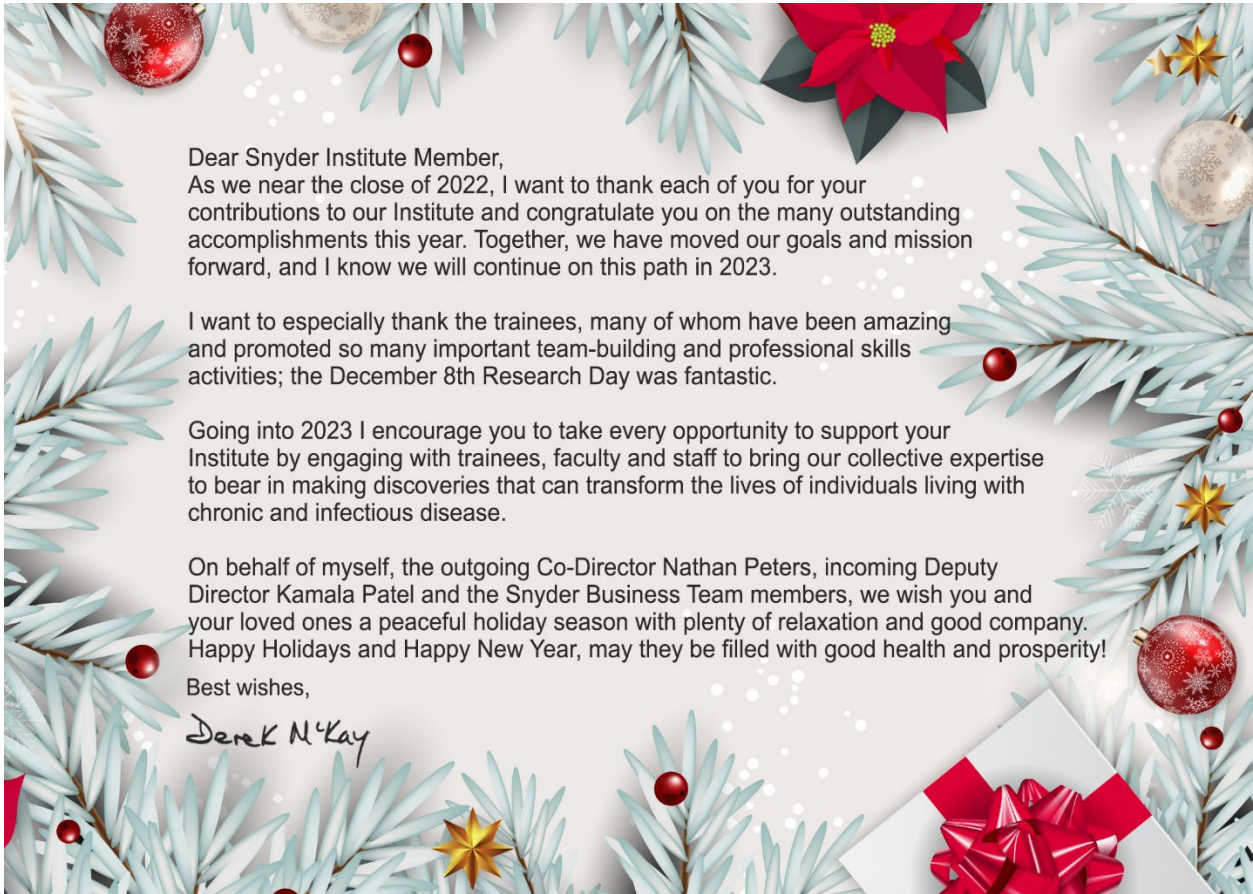 Dear Snyder Institute Member,
As we near the close of 2022, I want to thank each of you for your
contributions to our Institute and congratulate you on the many outstanding
accomplishments this year. Together, we have moved our goals and mission
forward, and I know we will continue on this path in 2023.
I want to especially thank the trainees, many of whom have been amazing
and promoted so many important team-building and professional skills
activities; the December 8th Research Day was fantastic.
Going into 2023 I encourage you to take every opportunity to support your
Institute by engaging with trainees, faculty and staff to bring our collective expertise
to bear in making discoveries that can transform the lives of individuals living with
chronic and infectious disease.
On behalf of myself, the outgoing Co-Director Nathan Peters, incoming Deputy
Director Kamala Patel and the Snyder Business Team members, we wish you and
your loved ones a peaceful holiday season with plenty of relaxation and good company.
Happy Holidays and Happy New Year, may they be filled with good health and prosperity!
Best wishes,
Derek McKay